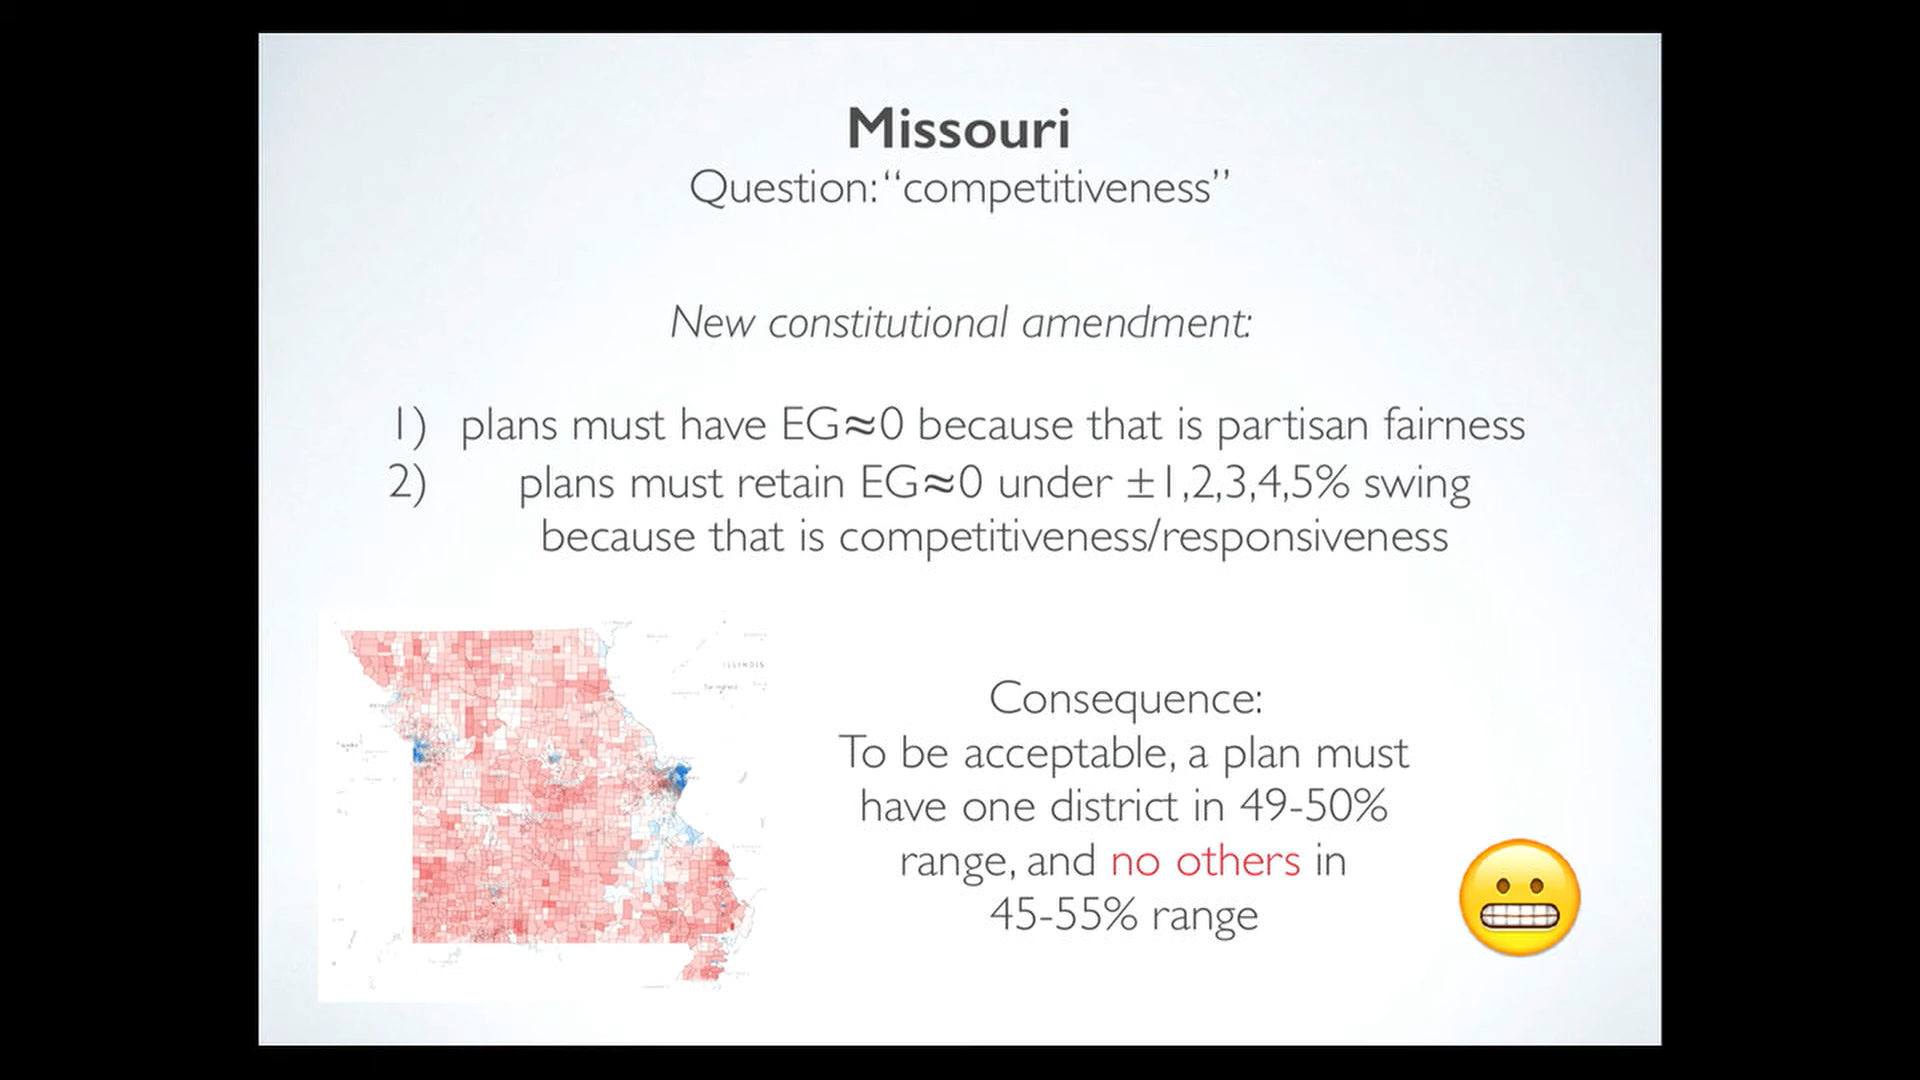 Missouri
Question: “competitiveness”
New constitutional amendment:
1) plans must have EG≈0 because that is partisan fairness
2) plans must retain EG≈0 under ±1,2,3,4,5% swing
because that is competitiveness/responsiveness
ILLINOIS
Consequence:
To be acceptable, a plan must
have one district in 49-50%
range, and no others in
45-55% range